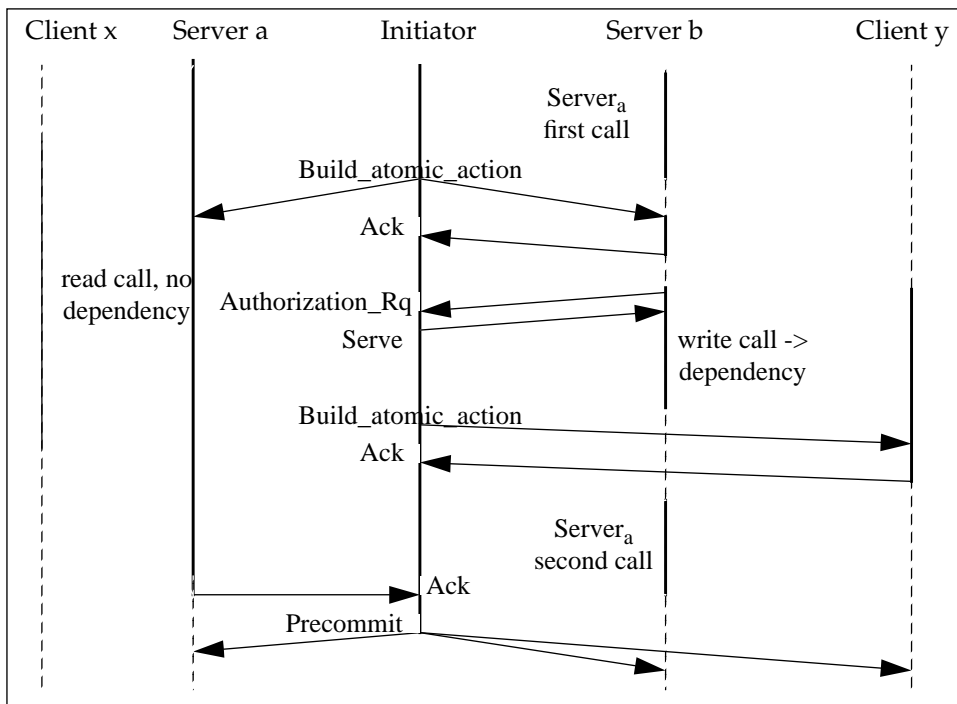 Client x Server a Initiator Server b Client y
Server_a
first call
Build_atomic_action
Ack
read call, no
dependency
Authorization_Rq
Serve
write call ->
dependency
Build_atomic_action
Ack
Server_a
second call
Ack
Precommit